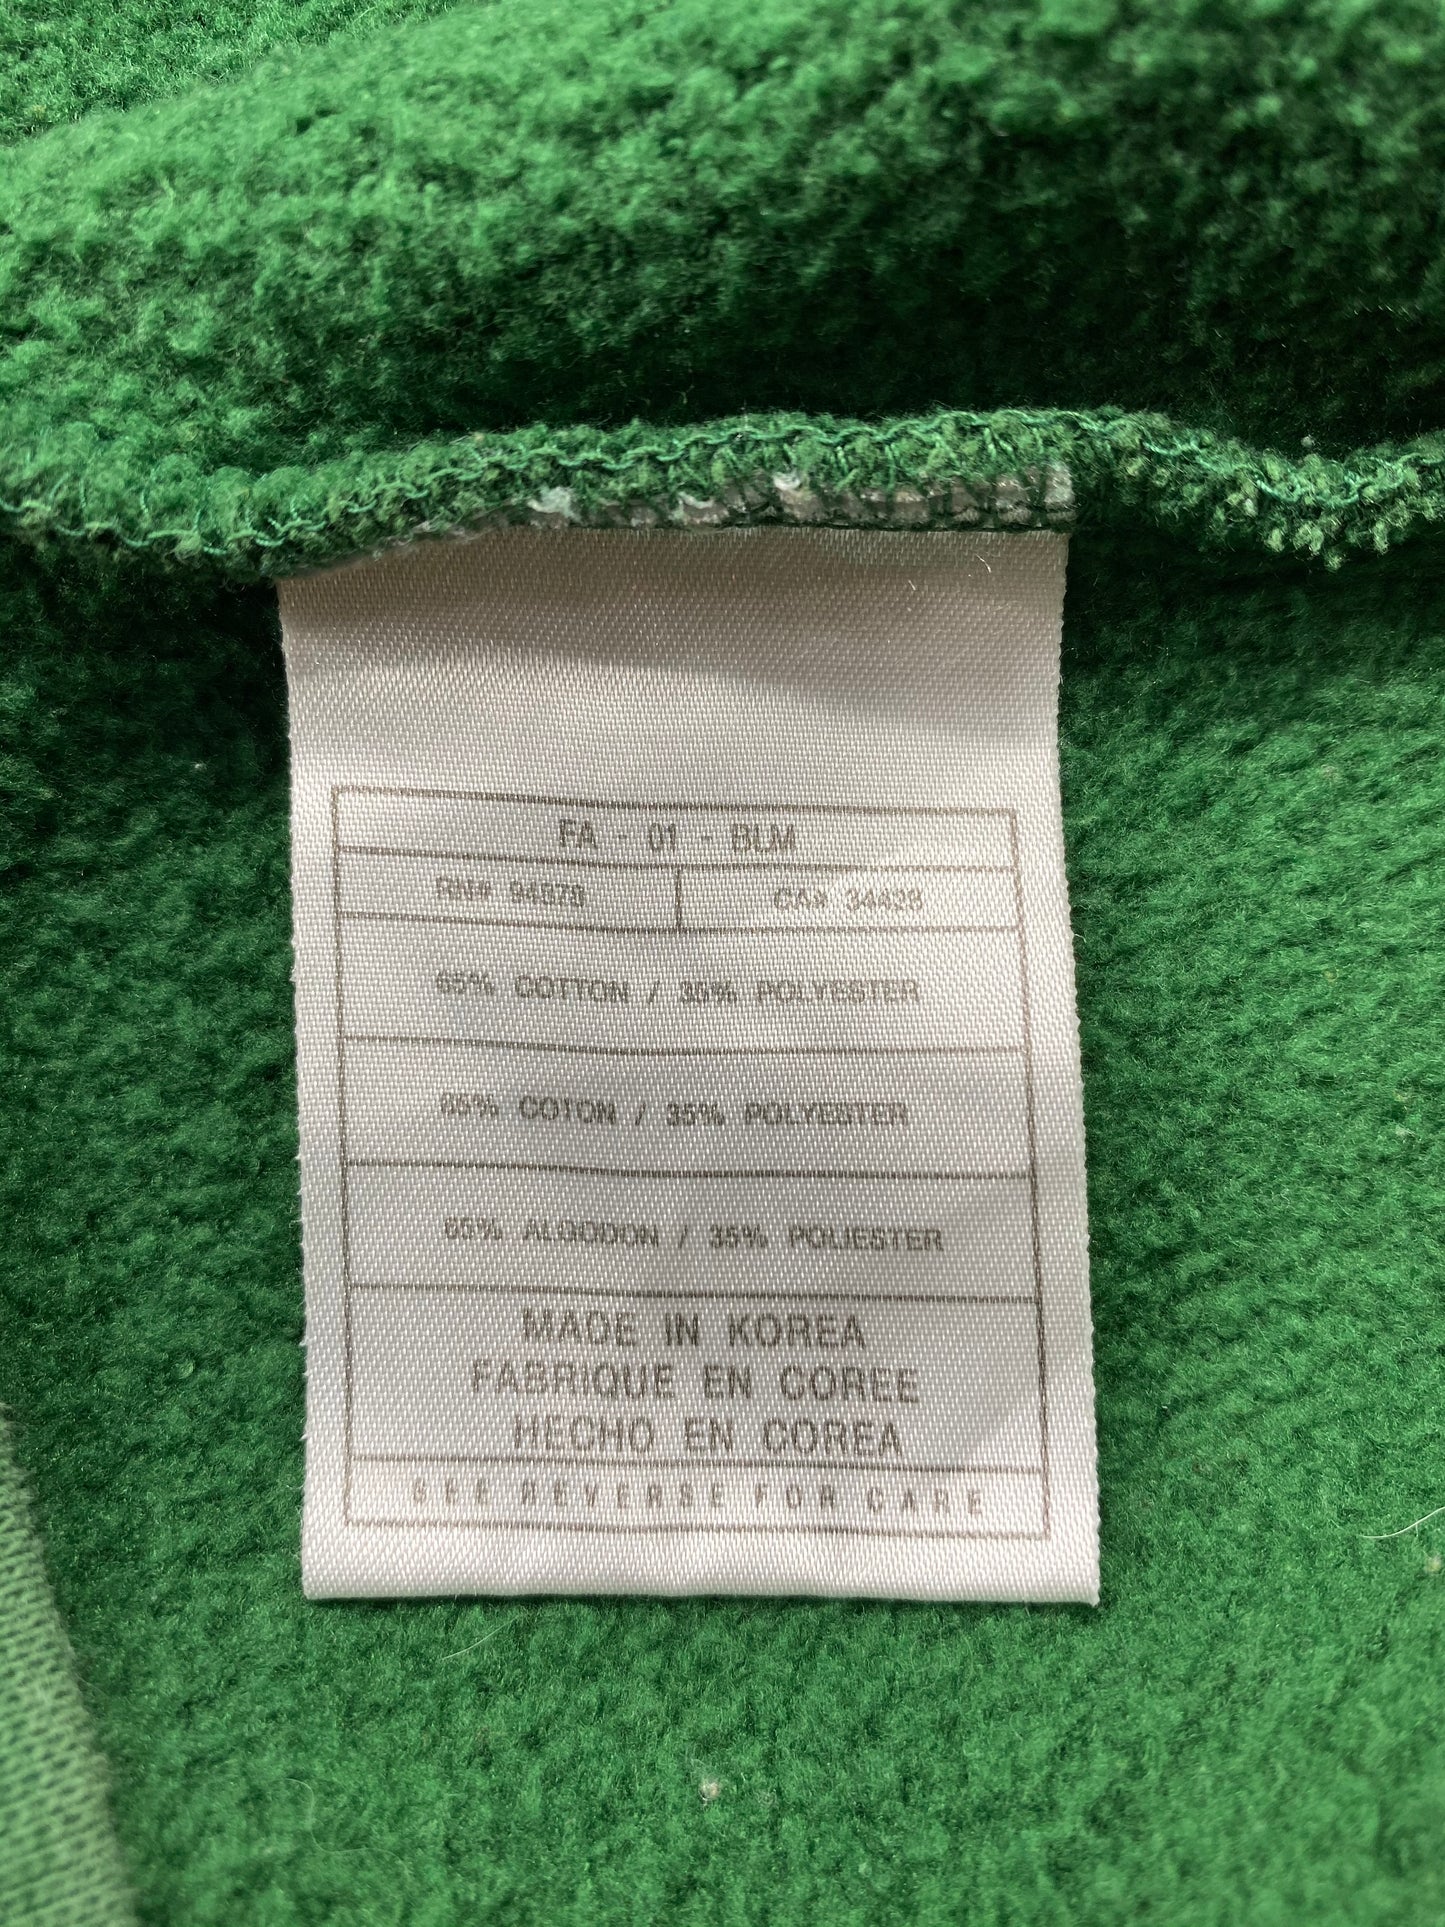 FA - 01 - BLM
RN# 94878
CA# 34428
65% COTTON / 35% POLYESTER
65% COTON / 35% POLYESTER
65% ALGODON / 35% POLIESTER
MADE IN KOREA
FABRIQUE EN COREE
HECHO EN COREA
SEE REVERSE FOR CARE